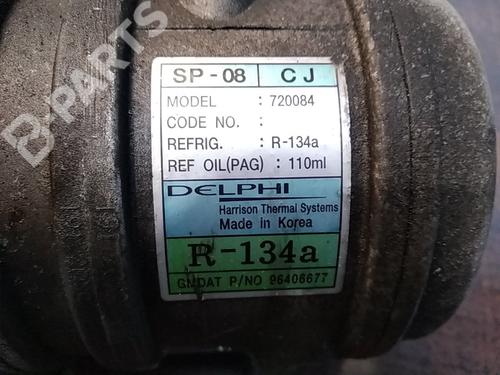 B-PARTS
SP-08 CJ
MODEL : 720084
CODE NO. :
REFRIG. : R-134a
REF OIL(PAG) : 110ml
DELPHI
Harrison Thermal Systems
Made in Korea
R-134a
GMDAT P/NO 96406677